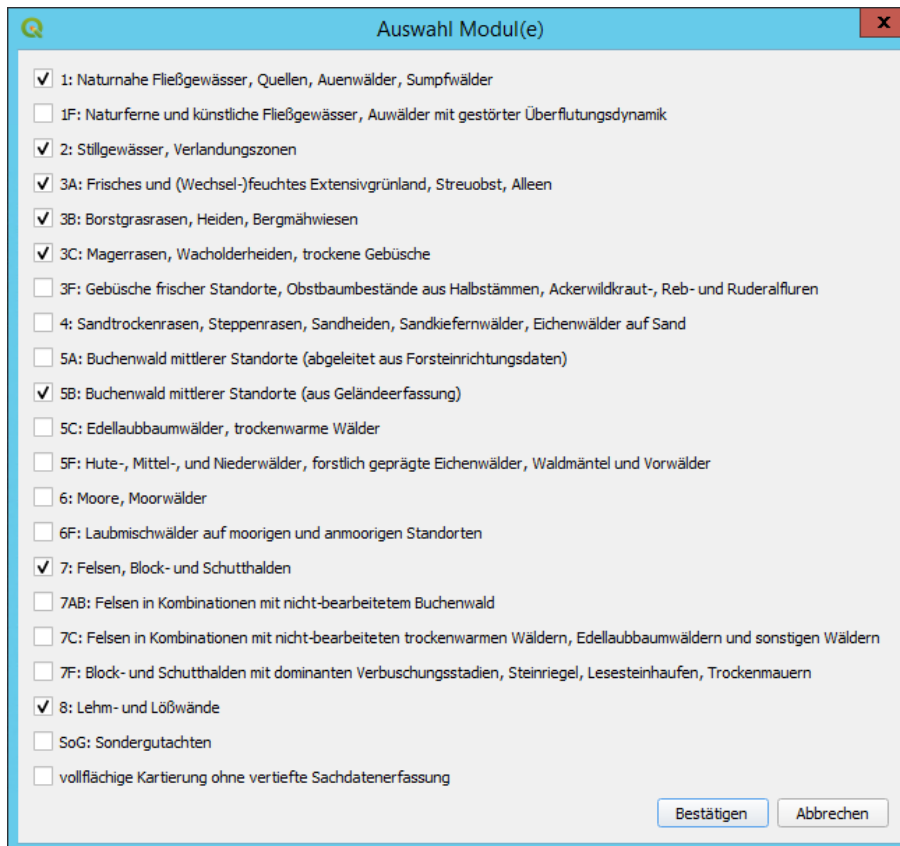 Auswahl Modul(e)
1: Naturnahe Fließgewässer, Quellen, Auenwälder, Sumpfwälder
1F: Naturferne und künstliche Fließgewässer, Auwälder mit gestörter Überflutungsdynamik
2: Stillgewässer, Verlandungszonen
3A: Frisches und (Wechsel-)feuchtes Extensivgrünland, Streuobst, Alleen
3B: Borstgrasrasen, Heiden, Bergmähwiesen
3C: Magerrasen, Wacholderheiden, trockene Gebüsche
3F: Gebüsche frischer Standorte, Obstbaumbestände aus Halbstämmen, Ackerwildkraut-, Reb- und Ruderalfluren
4: Sandtrockenrasen, Steppenrasen, Sandheiden, Sandkiefernwälder, Eichenwälder auf Sand
5A: Buchenwald mittlerer Standorte (abgeleitet aus Forsteinrichtungsdaten)
5B: Buchenwald mittlerer Standorte (aus Geländeerfassung)
5C: Edellaubbaumwälder, trockenwarme Wälder
5F: Hute-, Mittel-, und Niederwälder, forstlich geprägte Eichenwälder, Waldmäntel und Vorwälder
6: Moore, Moorwälder
6F: Laubmischwälder auf moorigen und anmoorigen Standorten
7: Felsen, Block- und Schutthalden
7AB: Felsen in Kombinationen mit nicht-bearbeitetem Buchenwald
7C: Felsen in Kombinationen mit nicht-bearbeiteten trockenwarmen Wäldern, Edellaubbaumwäldern und sonstigen Wäldern
7F: Block- und Schutthalden mit dominanten Verbuschungsstadien, Steinriegel, Lesesteinhaufen, Trockenmauern
8: Lehm- und Lößwände
SoG: Sondergutachten
vollflächige Kartierung ohne vertiefte Sachdatenerfassung
Bestätigen Abbrechen